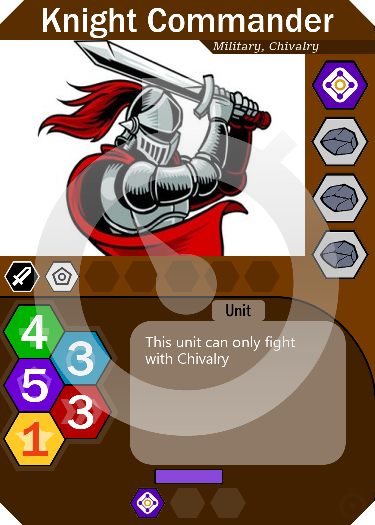 Knight Commander
Military, Chivalry
Unit
This unit can only fight
with Chivalry
4
3
5
3
1